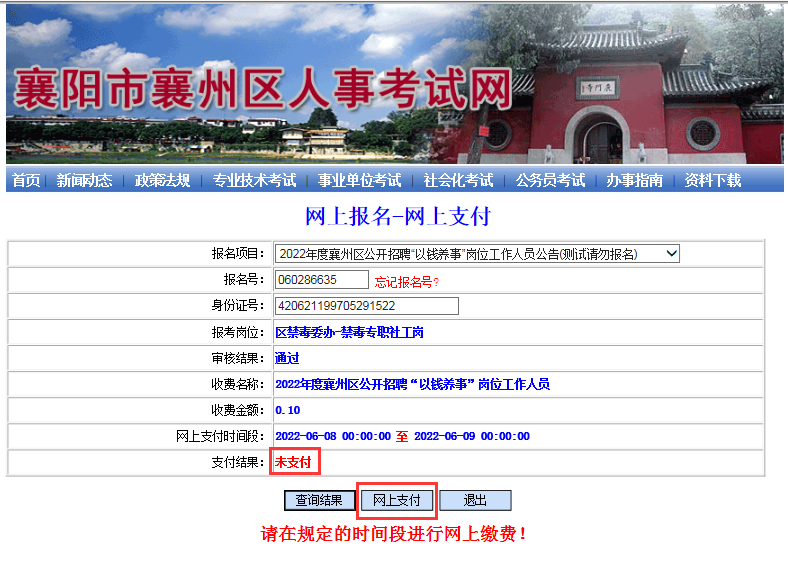 襄阳市襄州区人事考试网
广门寺
首页 | 新闻动态 | 政策法规 | 专业技术考试 | 事业单位考试 | 社会化考试 | 公务员考试 | 办事指南 | 资料下载
网上报名-网上支付
报名项目： 2022年度襄州区公开招聘“以钱养事”岗位工作人员公告(测试请勿报名)
报名号： 060286635 忘记报名号?
身份证号： 420621199705291522
报考岗位： 区禁毒委办-禁毒专职社工岗
审核结果： 通过
收费名称： 2022年度襄州区公开招聘“以钱养事”岗位工作人员
收费金额： 0.10
网上支付时间段： 2022-06-08 00:00:00 至 2022-06-09 00:00:00
支付结果： 未支付
查询结果 网上支付 退出
请在规定的时间段进行网上缴费！